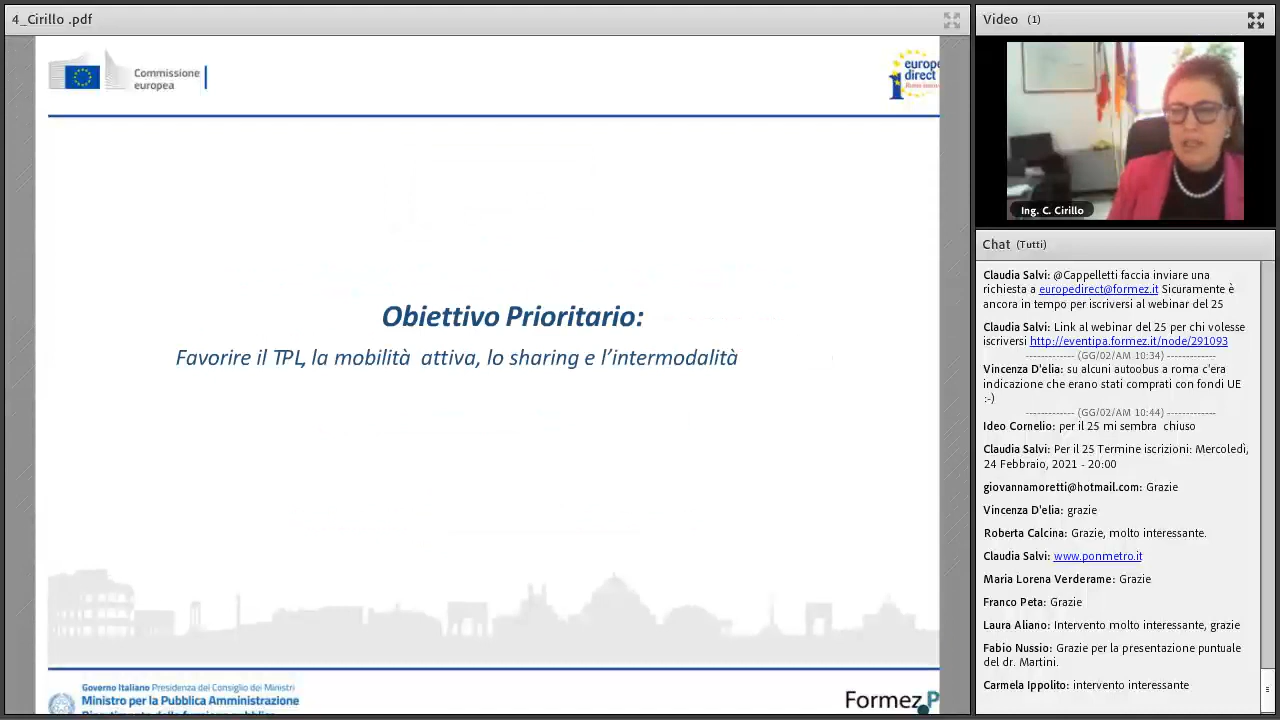 4_Cirillo .pdf
Commissione
europea
europe
direct
Obiettivo Prioritario:
Favorire il TPL, la mobilità attiva, lo sharing e l'intermodalità
Governo Italiano Presidenza del Consiglio dei Ministri
Ministro per la Pubblica Amministrazione
Dipartimento della funzione pubblica
Formez P
Video (1)
Ing. C. Cirillo
Chat (Tutti)
Claudia Salvi: @Cappelletti faccia inviare una
richiesta a europedirect@formez.it Sicuramente è
ancora in tempo per iscriversi al webinar del 25
Claudia Salvi: Link al webinar del 25 per chi volesse
iscriversi http://eventipa.formez.it/node/291093
------------- (GG/02/AM 10:34) -------------
Vincenza D'elia: su alcuni autoobus a roma c'era
indicazione che erano stati comprati con fondi UE
:-)
------------- (GG/02/AM 10:44) -------------
Ideo Cornelio: per il 25 mi sembra chiuso
Claudia Salvi: Per il 25 Termine iscrizioni: Mercoledì,
24 Febbraio, 2021 - 20:00
giovannamoretti@hotmail.com: Grazie
Vincenza D'elia: grazie
Roberta Calcina: Grazie, molto interessante.
Claudia Salvi: www.ponmetro.it
Maria Lorena Verderame: Grazie
Franco Peta: Grazie
Laura Aliano: Intervento molto interessante, grazie
Fabio Nussio: Grazie per la presentazione puntuale
del dr. Martini.
Carmela Ippolito: intervento interessante